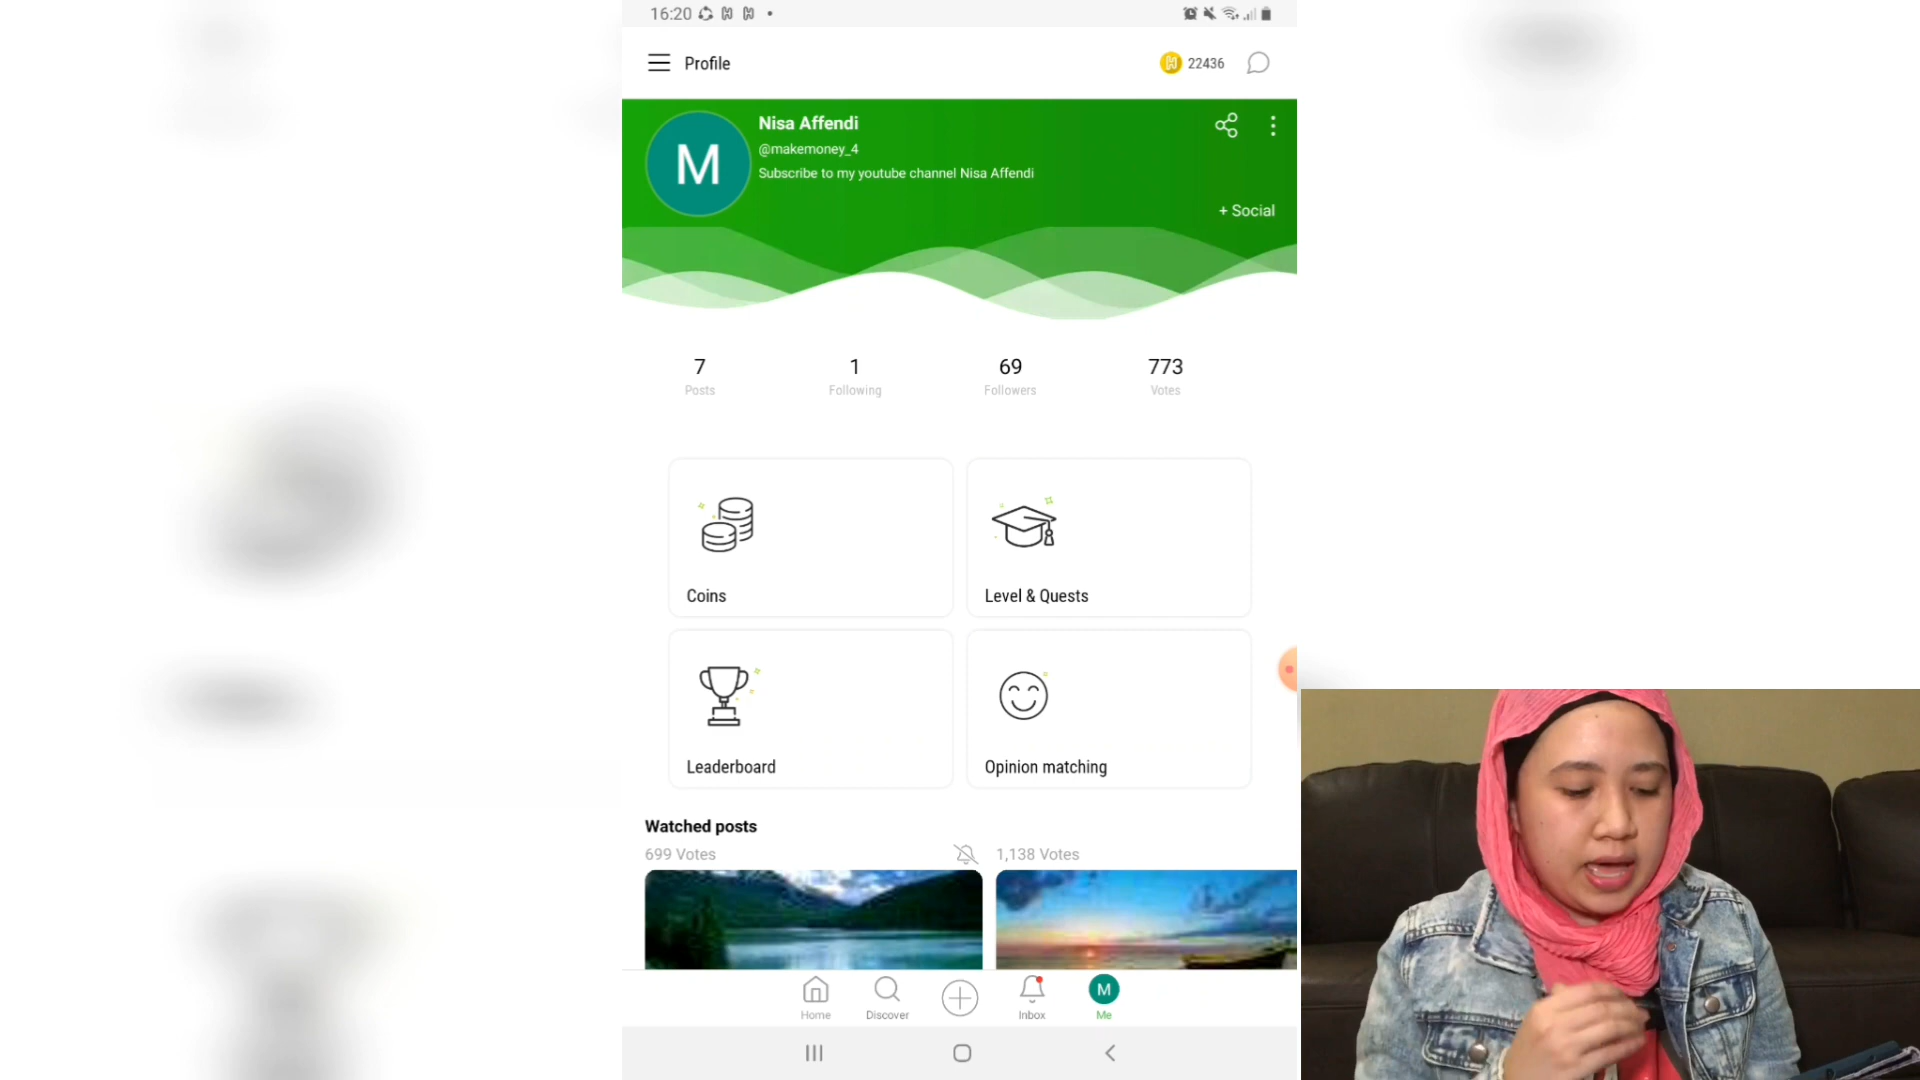 16:20
Profile
22436
M
Nisa Affendi
@makemoney_4
Subscribe to my youtube channel Nisa Affendi
+ Social
7 1 69 773
Posts Following Followers Votes
Coins
Level & Quests
Leaderboard
Opinion matching
Watched posts
699 Votes
1,138 Votes
M
Home Discover Inbox Me